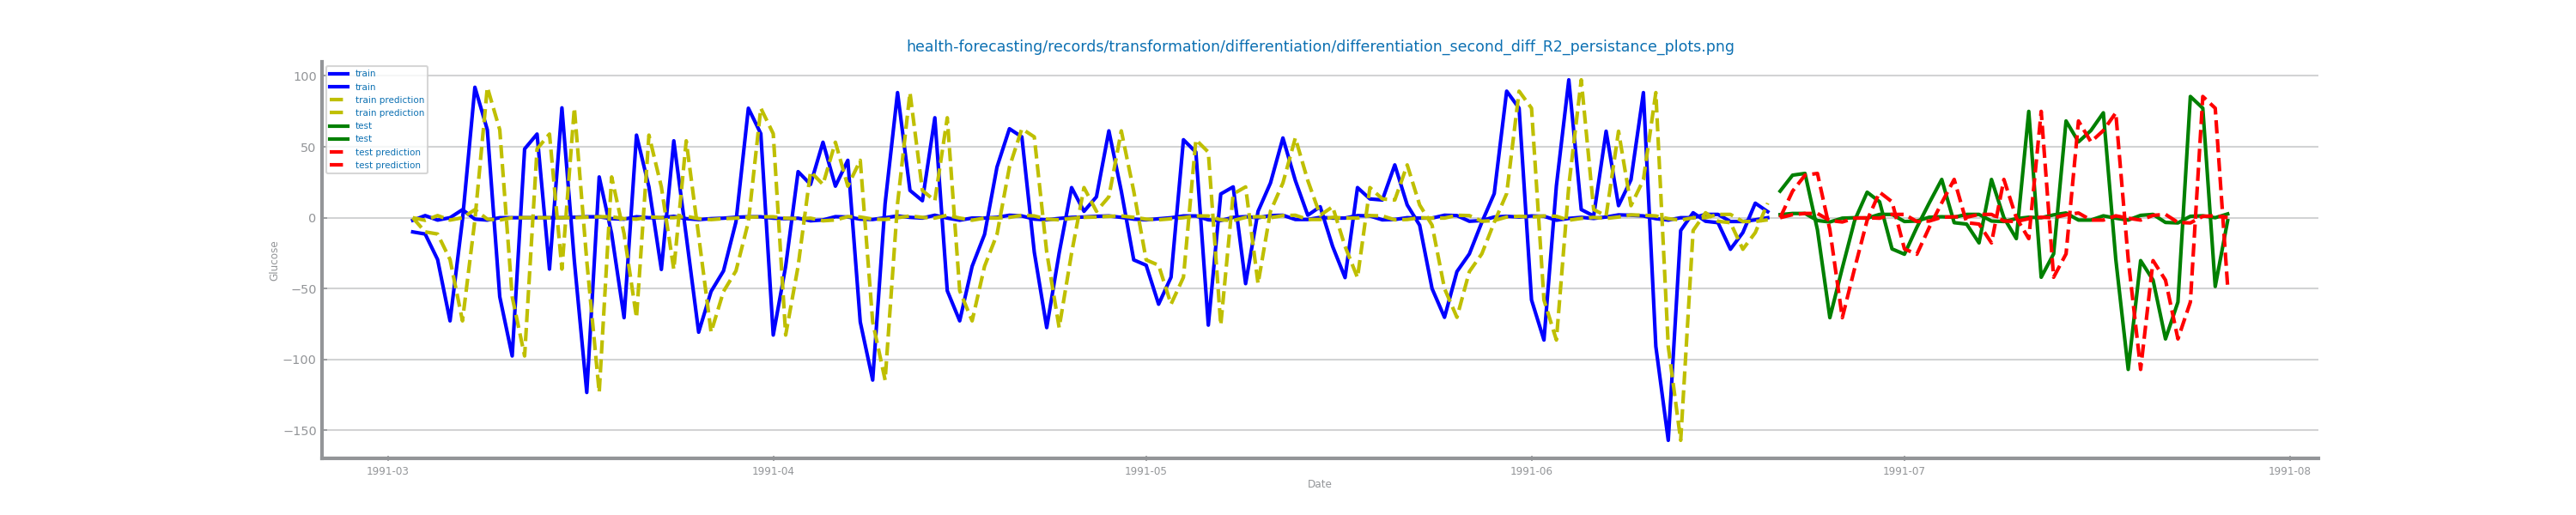 health-forecasting/records/transformation/differentiation/differentiation_second_diff_R2_persistance_plots.png
train
train
train prediction
train prediction
test
test
test prediction
test prediction
100
50
0
−50
−100
−150
Glucose
1991-03
1991-04
1991-05
1991-06
1991-07
1991-08
Date